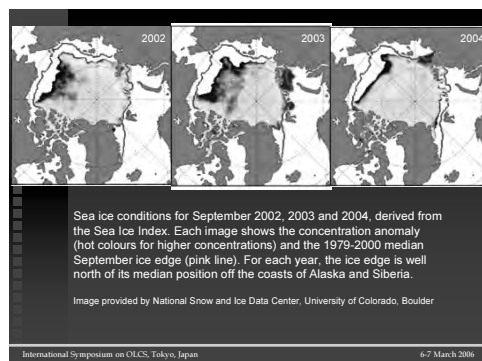 2002
2003
2004
Sea ice conditions for September 2002, 2003 and 2004, derived from
the Sea Ice Index. Each image shows the concentration anomaly
(hot colours for higher concentrations) and the 1979-2000 median
September ice edge (pink line). For each year, the ice edge is well
north of its median position off the coasts of Alaska and Siberia.
Image provided by National Snow and Ice Data Center, University of Colorado, Boulder
International Symposium on OLCS, Tokyo, Japan
6-7 March 2006